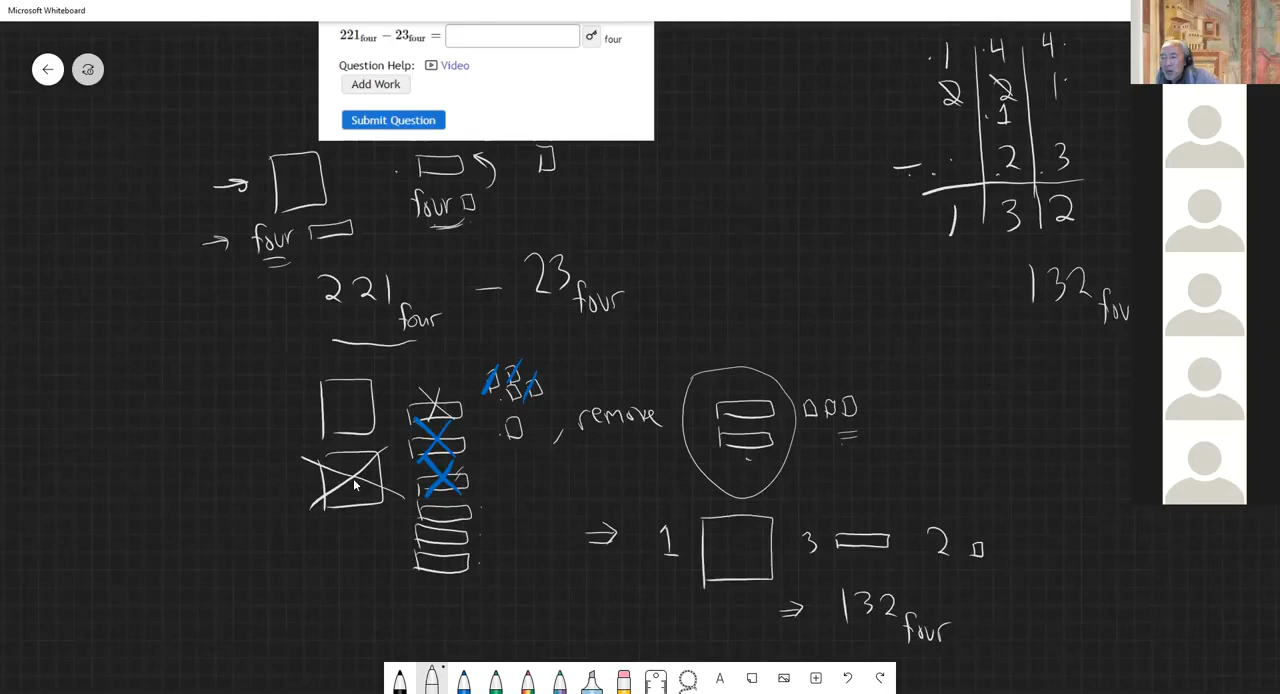 Microsoft Whiteboard
221four − 23four = four
Question Help: Video
Add Work
Submit Question
four
four
221four − 23four
, remove
⇒ 1 3 2
⇒ 132four
1 4 4
2 2 1
1
− 2 3
1 3 2
132fou
A